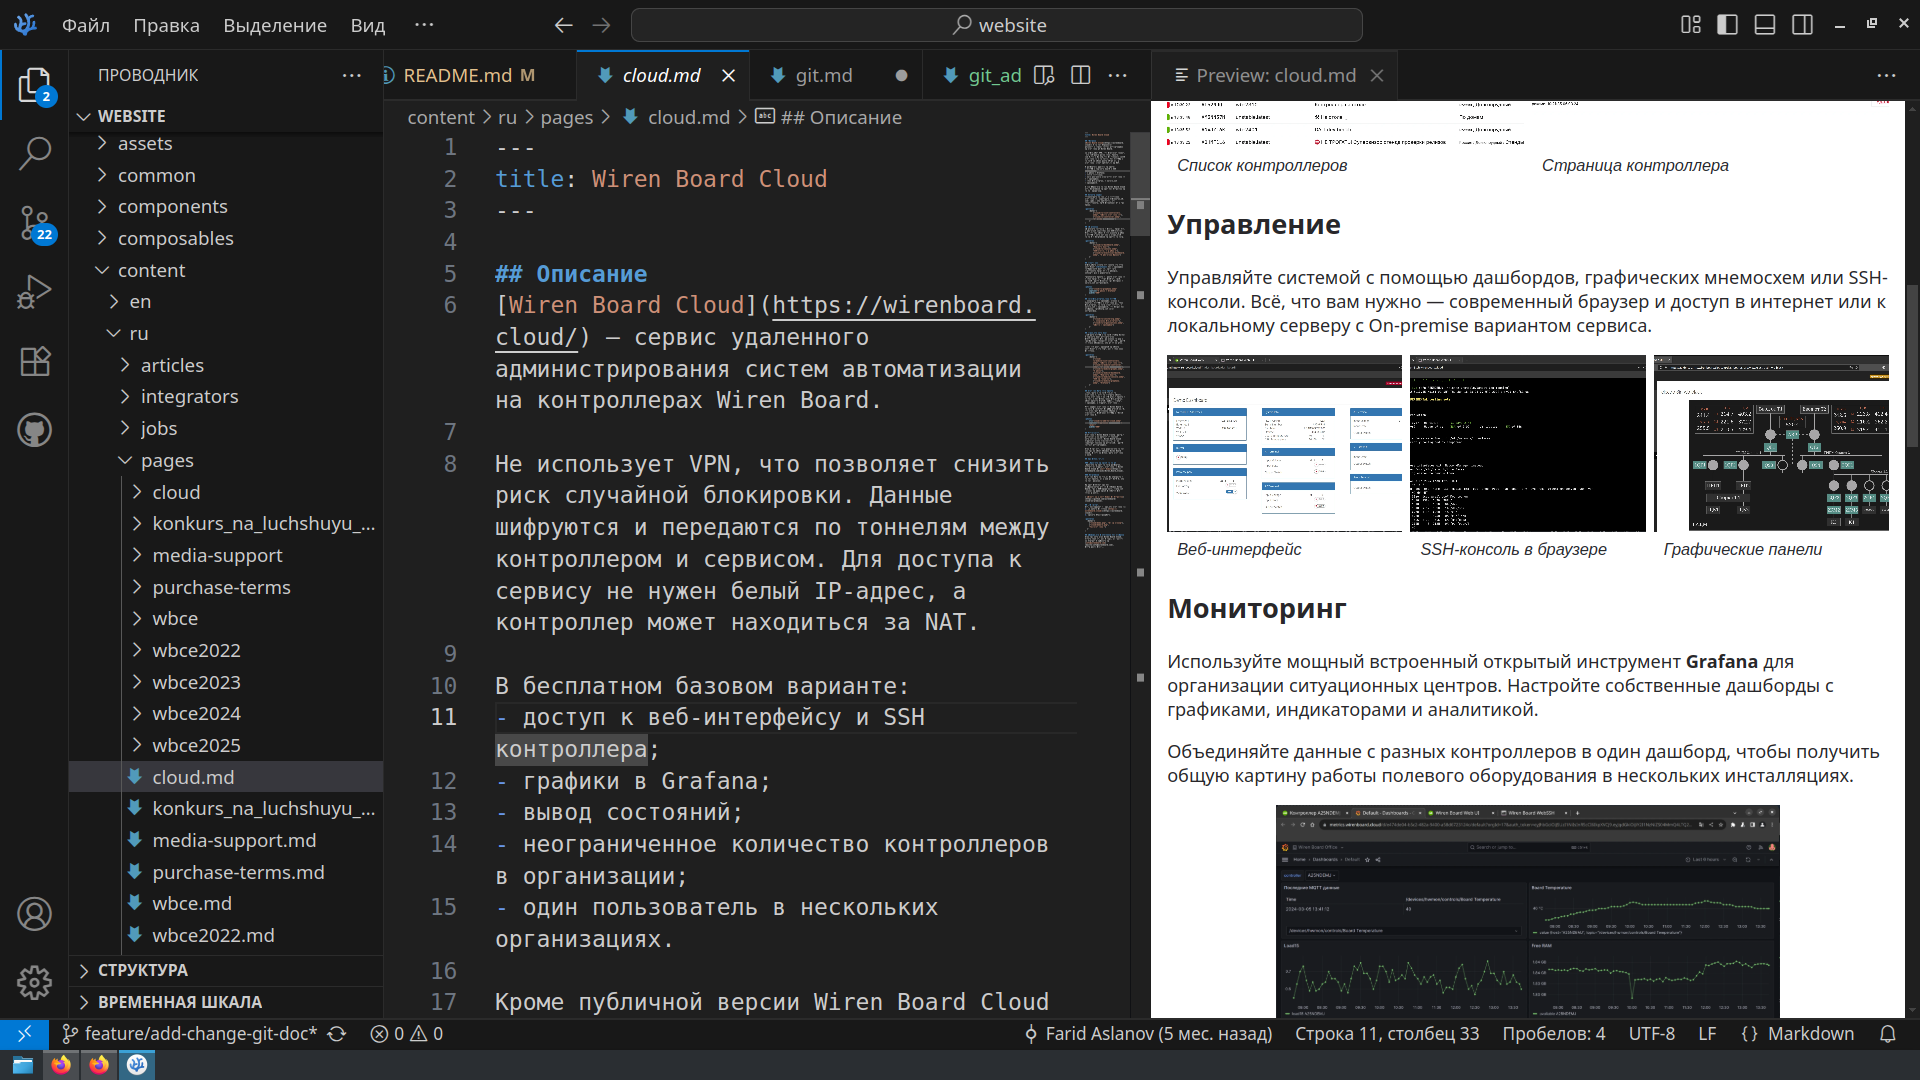 Файл Правка Выделение Вид ··· website
ПРОВОДНИК ···
README.md M cloud.md git.md git_ad ···
Preview: cloud.md ···
WEBSITE
assets
common
components
composables
content
en
ru
articles
integrators
jobs
pages
cloud
konkurs_na_luchshuyu_...
media-support
purchase-terms
wbce
wbce2022
wbce2023
wbce2024
wbce2025
cloud.md
konkurs_na_luchshuyu_...
media-support.md
purchase-terms.md
wbce.md
wbce2022.md
СТРУКТУРА
ВРЕМЕННАЯ ШКАЛА
2
22
content > ru > pages > cloud.md > ## Описание
1 ---
2 title: Wiren Board Cloud
3 ---
4
5 ## Описание
6 [Wiren Board Cloud](https://wirenboard.
cloud/) — сервис удаленного
администрирования систем автоматизации
на контроллерах Wiren Board.
7
8 Не использует VPN, что позволяет снизить
риск случайной блокировки. Данные
шифруются и передаются по тоннелям между
контроллером и сервисом. Для доступа к
сервису не нужен белый IP-адрес, а
контроллер может находиться за NAT.
9
10 В бесплатном базовом варианте:
11 - доступ к веб-интерфейсу и SSH
контроллера;
12 - графики в Grafana;
13 - вывод состояний;
14 - неограниченное количество контроллеров
в организации;
15 - один пользователь в нескольких
организациях.
16
17 Кроме публичной версии Wiren Board Cloud
Список контроллеров Страница контроллера
Управление
Управляйте системой с помощью дашбордов, графических мнемосхем или SSH-
консоли. Всё, что вам нужно — современный браузер и доступ в интернет или к
локальному серверу с On-premise вариантом сервиса.
Веб-интерфейс SSH-консоль в браузере Графические панели
Мониторинг
Используйте мощный встроенный открытый инструмент Grafana для
организации ситуационных центров. Настройте собственные дашборды с
графиками, индикаторами и аналитикой.
Объединяйте данные с разных контроллеров в один дашборд, чтобы получить
общую картину работы полевого оборудования в нескольких инсталляциях.
Board Temperature
Free RAM
feature/add-change-git-doc* 0 0 Farid Aslanov (5 мес. назад) Строка 11, столбец 33 Пробелов: 4 UTF-8 LF {} Markdown